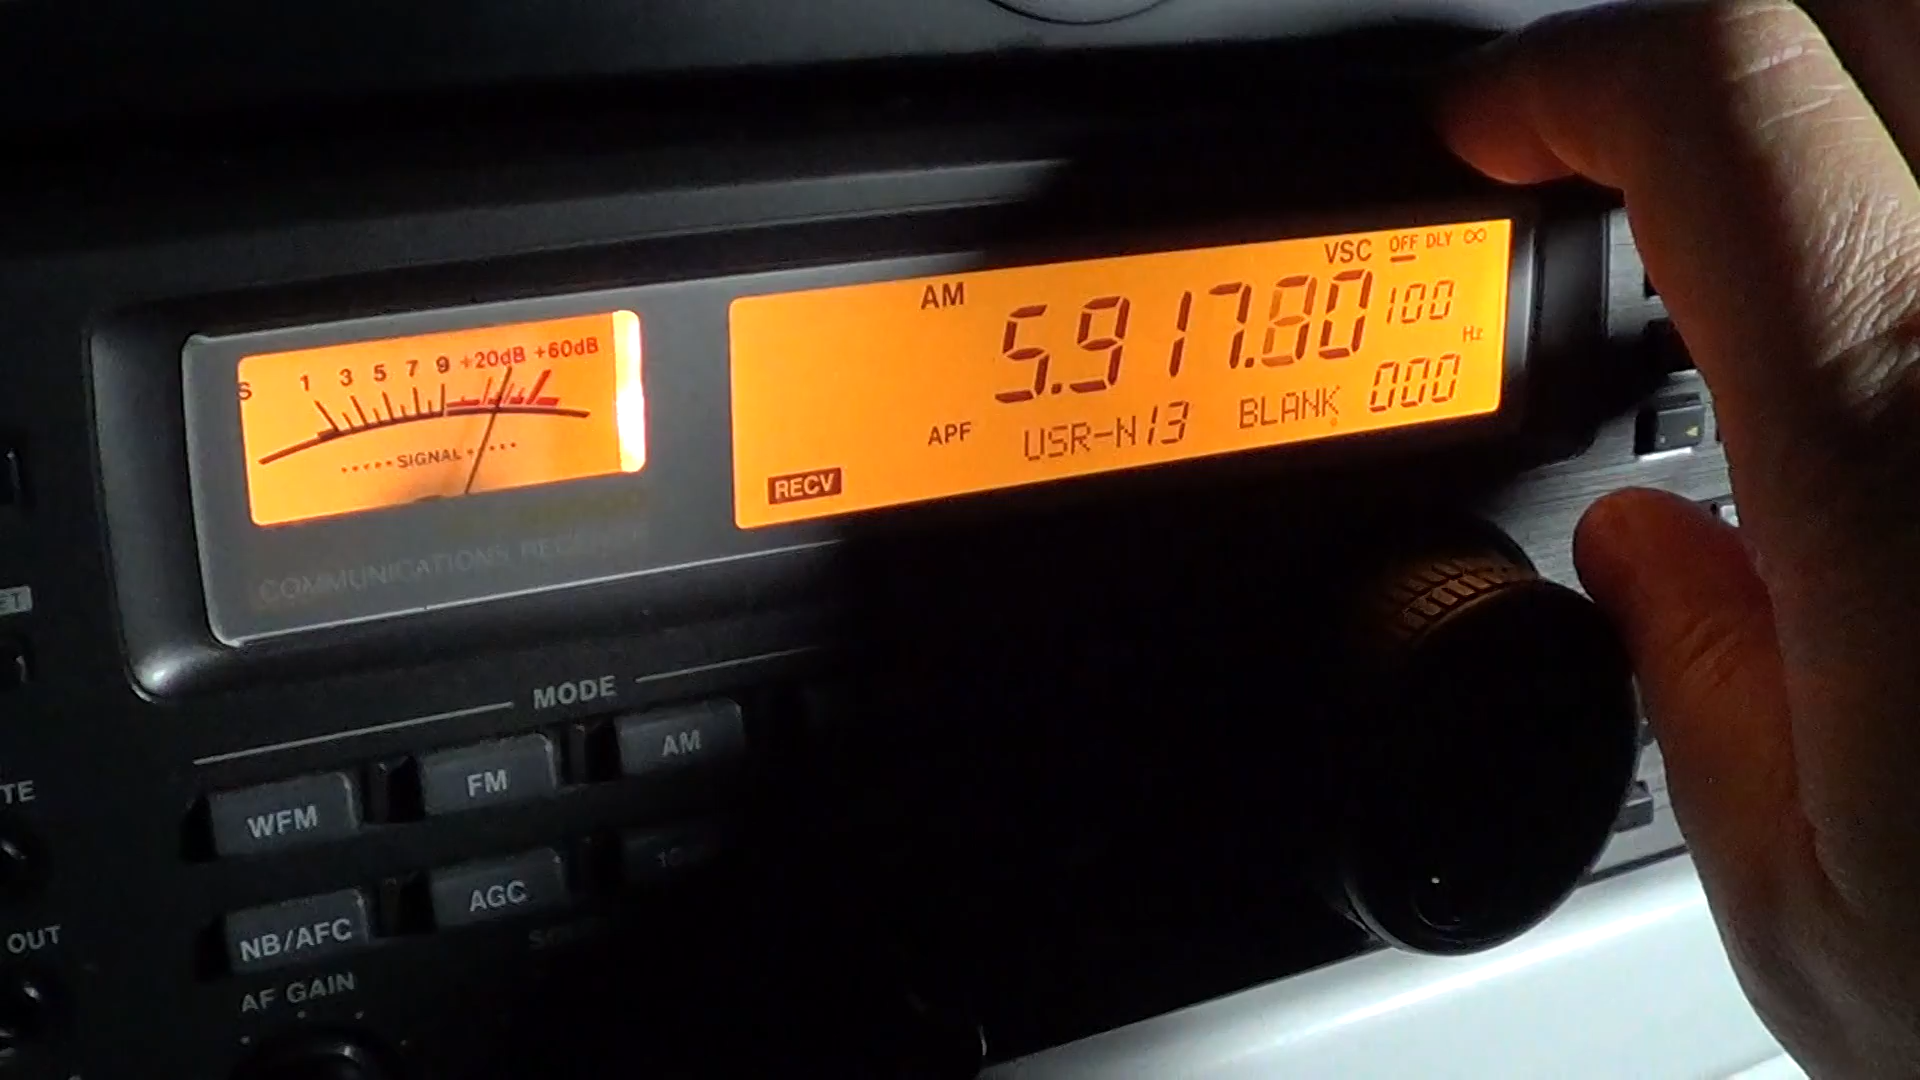 VSC OFF DLY ∞
AM 5.917.80 100
Hz
APF USR-N13 BLANK 000
RECV
S 1 3 5 7 9 +20dB +60dB
SIGNAL
COMMUNICATIONS RECEIVER
MODE
WFM FM AM
NB/AFC AGC
AF GAIN
OUT